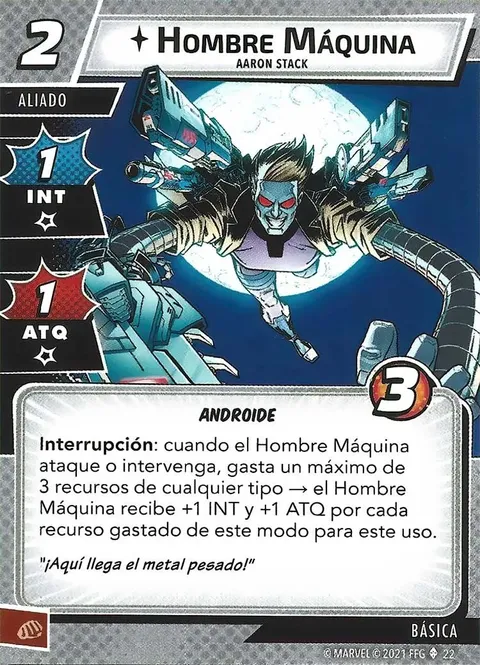 2
HOMBRE MÁQUINA
AARON STACK
ALIADO
1
INT
1
ATQ
3
ANDROIDE
Interrupción: cuando el Hombre Máquina
ataque o intervenga, gasta un máximo de
3 recursos de cualquier tipo → el Hombre
Máquina recibe +1 INT y +1 ATQ por cada
recurso gastado de este modo para este uso.
"¡Aquí llega el metal pesado!"
BÁSICA
© MARVEL © 2021 FFG 22